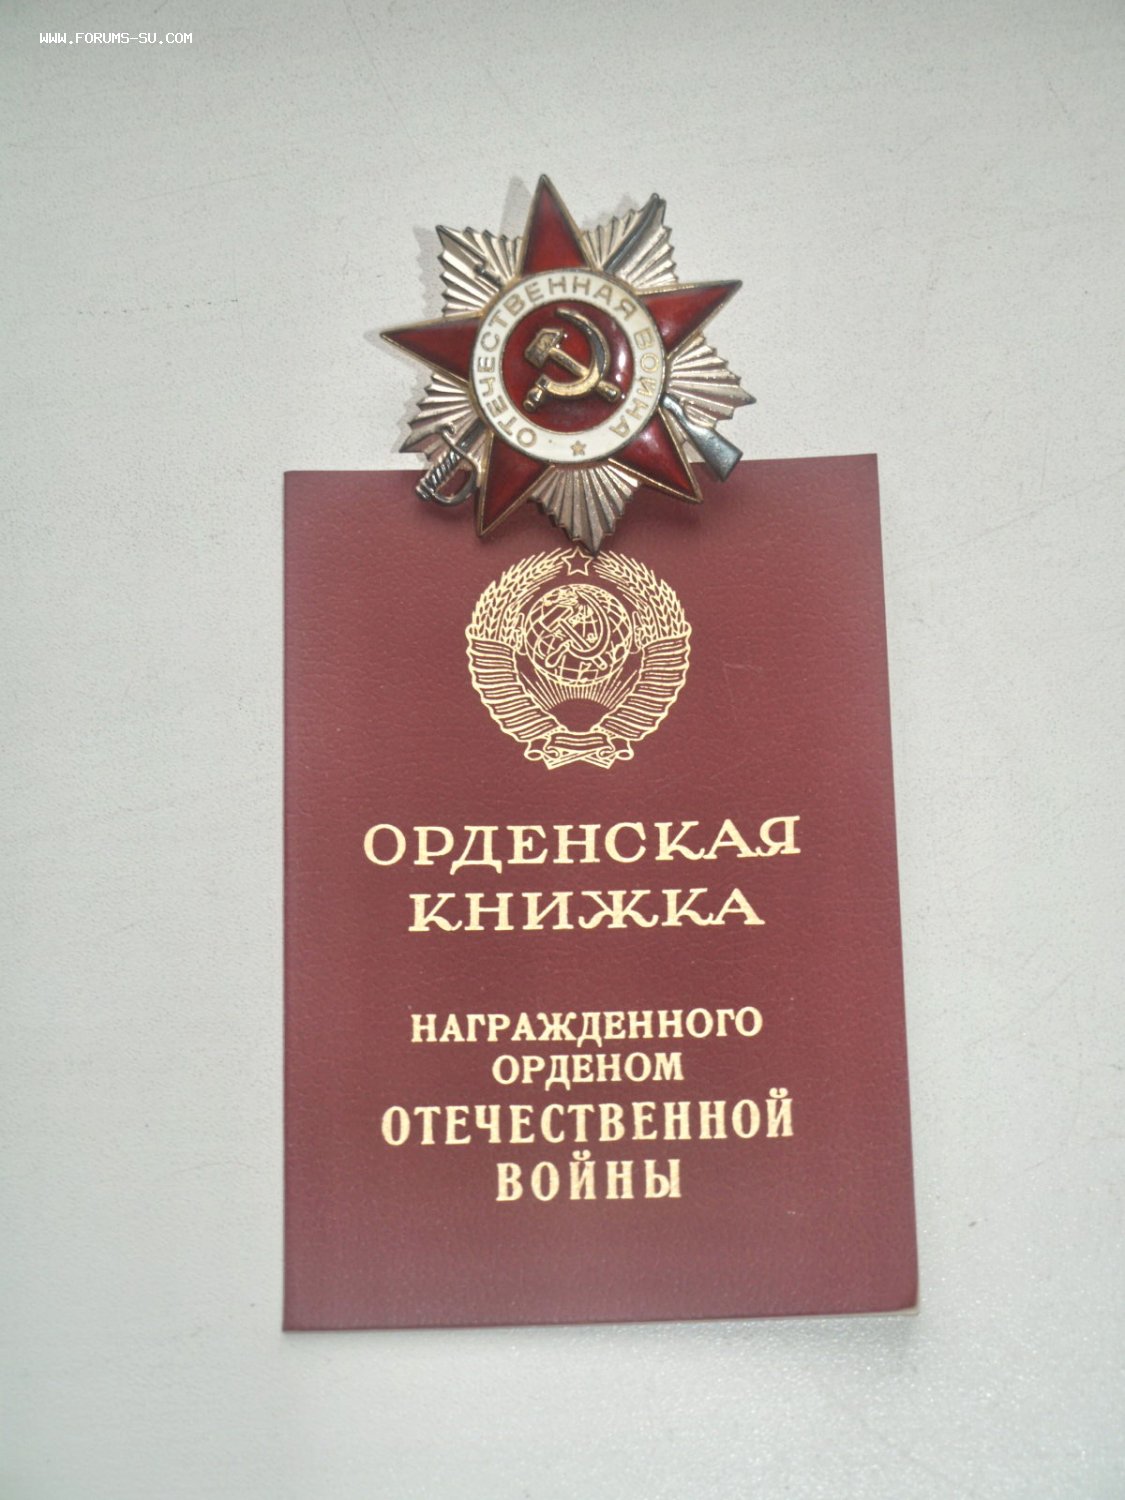 WWW.FORUMS-SU.COM
ОТЕЧЕСТВЕННАЯ ВОЙНА
ОРДЕНСКАЯ
КНИЖКА
НАГРАЖДЕННОГО
ОРДЕНОМ
ОТЕЧЕСТВЕННОЙ
ВОЙНЫ